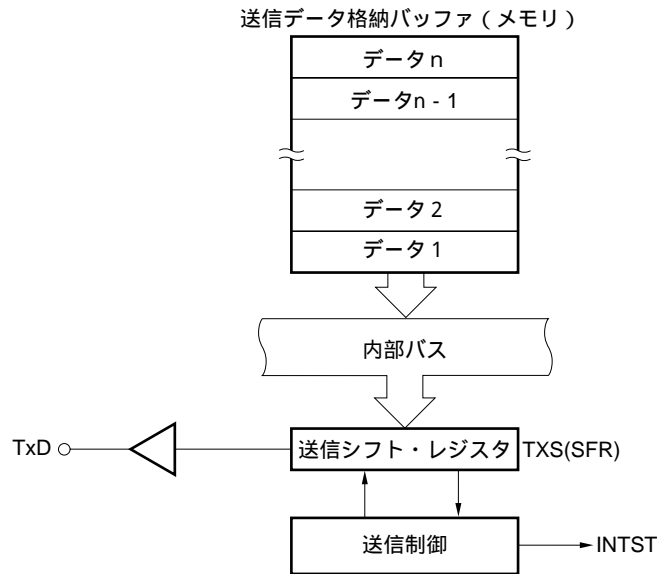 送信データ格納バッファ（メモリ）
データ n
データn - 1
データ 2
データ 1
内部バス
TxD
送信シフト・レジスタ
TXS(SFR)
送信制御
INTST